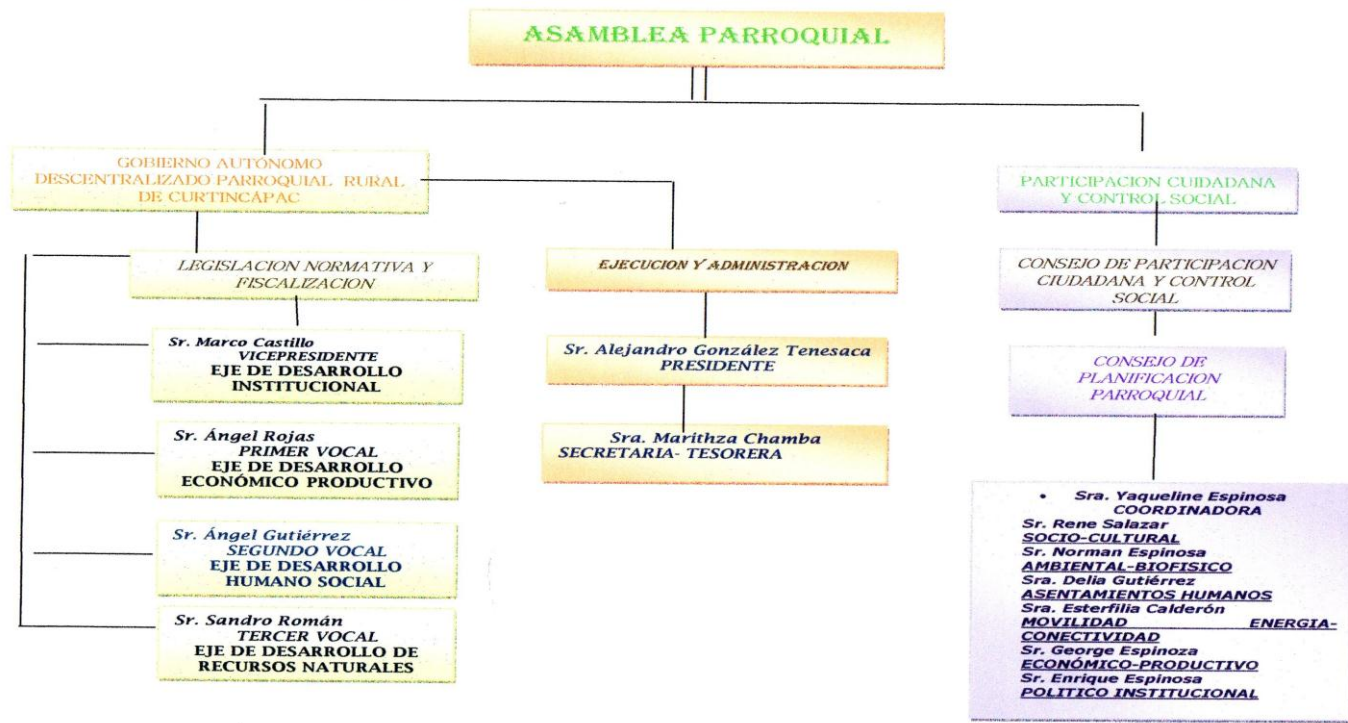 ASAMBLEA PARROQUIAL
GOBIERNO AUTÓNOMO
DESCENTRALIZADO PARROQUIAL RURAL
DE CURTINCÁPAC
LEGISLACION NORMATIVA Y
FISCALIZACION
Sr. Marco Castillo
VICEPRESIDENTE
EJE DE DESARROLLO
INSTITUCIONAL
Sr. Ángel Rojas
PRIMER VOCAL
EJE DE DESARROLLO
ECONÓMICO PRODUCTIVO
Sr. Ángel Gutiérrez
SEGUNDO VOCAL
EJE DE DESARROLLO
HUMANO SOCIAL
Sr. Sandro Román
TERCER VOCAL
EJE DE DESARROLLO DE
RECURSOS NATURALES
EJECUCION Y ADMINISTRACION
Sr. Alejandro González Tenesaca
PRESIDENTE
Sra. Marithza Chamba
SECRETARIA- TESORERA
PARTICIPACION CUIDADANA
Y CONTROL SOCIAL
CONSEJO DE PARTICIPACION
CIUDADANA Y CONTROL
SOCIAL
CONSEJO DE
PLANIFICACION
PARROQUIAL
• Sra. Yaqueline Espinosa
COORDINADORA
Sr. Rene Salazar
SOCIO-CULTURAL
Sr. Norman Espinosa
AMBIENTAL-BIOFISICO
Sra. Delia Gutiérrez
ASENTAMIENTOS HUMANOS
Sra. Esterfilia Calderón
MOVILIDAD ENERGIA-
CONECTIVIDAD
Sr. George Espinoza
ECONÓMICO-PRODUCTIVO
Sr. Enrique Espinosa
POLITICO INSTITUCIONAL